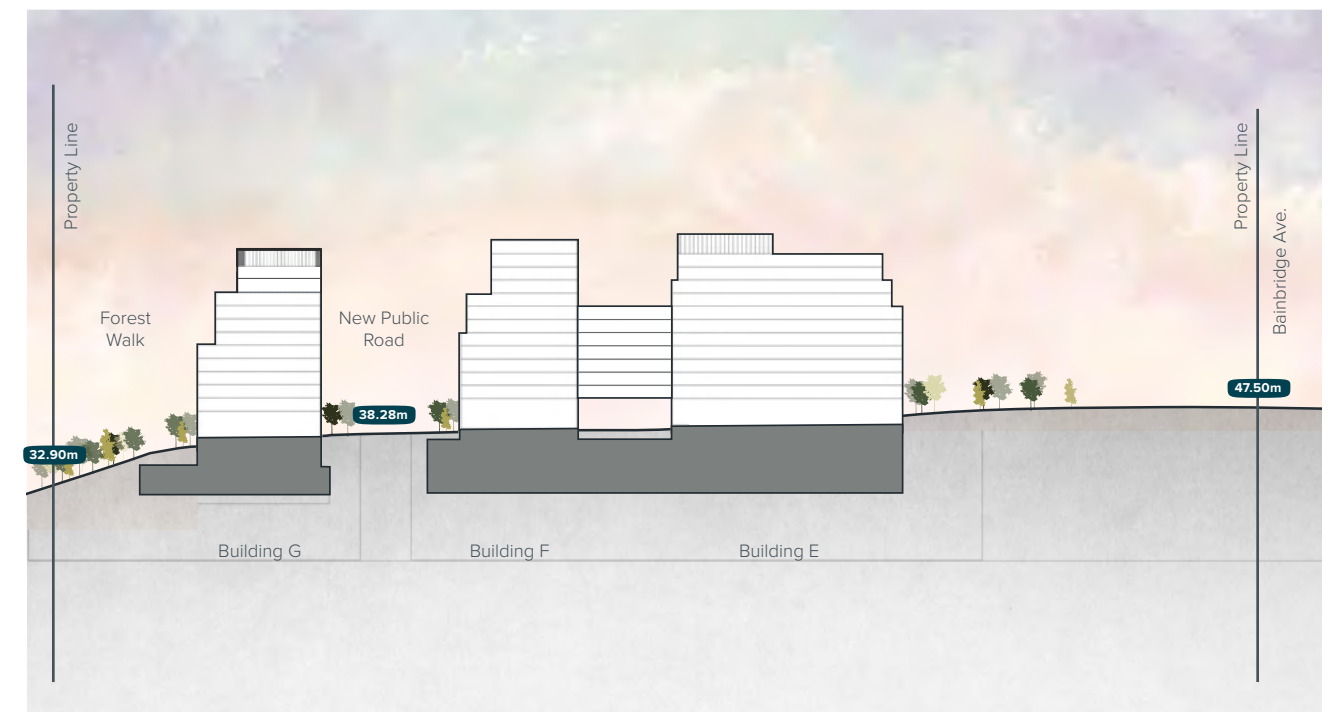 Property Line
Property Line
Bainbridge Ave.
Forest
Walk
New Public
Road
47.50m
38.28m
32.90m
Building G
Building F
Building E